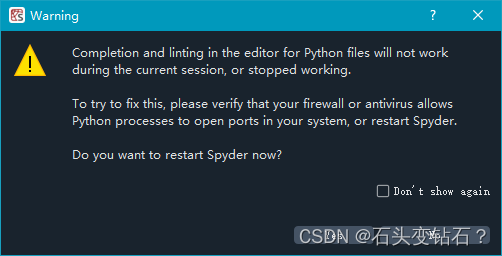 Warning
?
Completion and linting in the editor for Python files will not work
during the current session, or stopped working.
To try to fix this, please verify that your firewall or antivirus allows
Python processes to open ports in your system, or restart Spyder.
Do you want to restart Spyder now?
Don't show again
CSDN @石头变钻石？